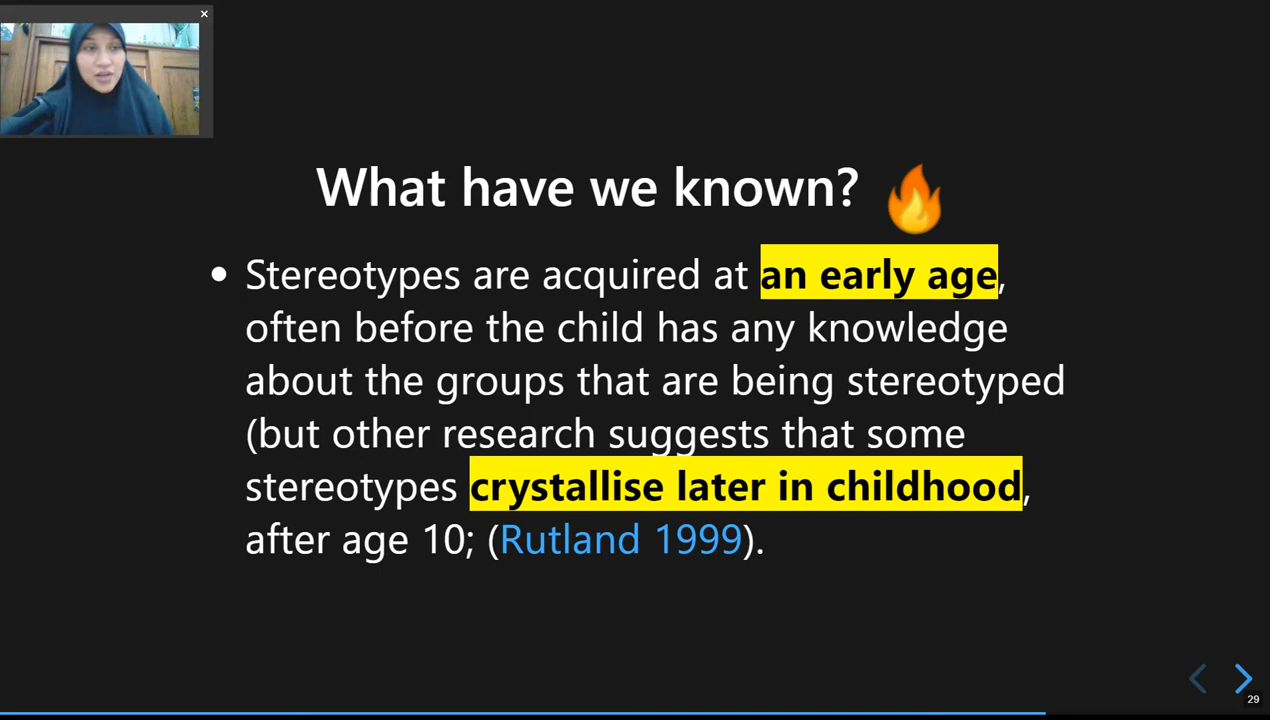 What have we known? 🔥
• Stereotypes are acquired at an early age,
often before the child has any knowledge
about the groups that are being stereotyped
(but other research suggests that some
stereotypes crystallise later in childhood,
after age 10; (Rutland 1999).
29